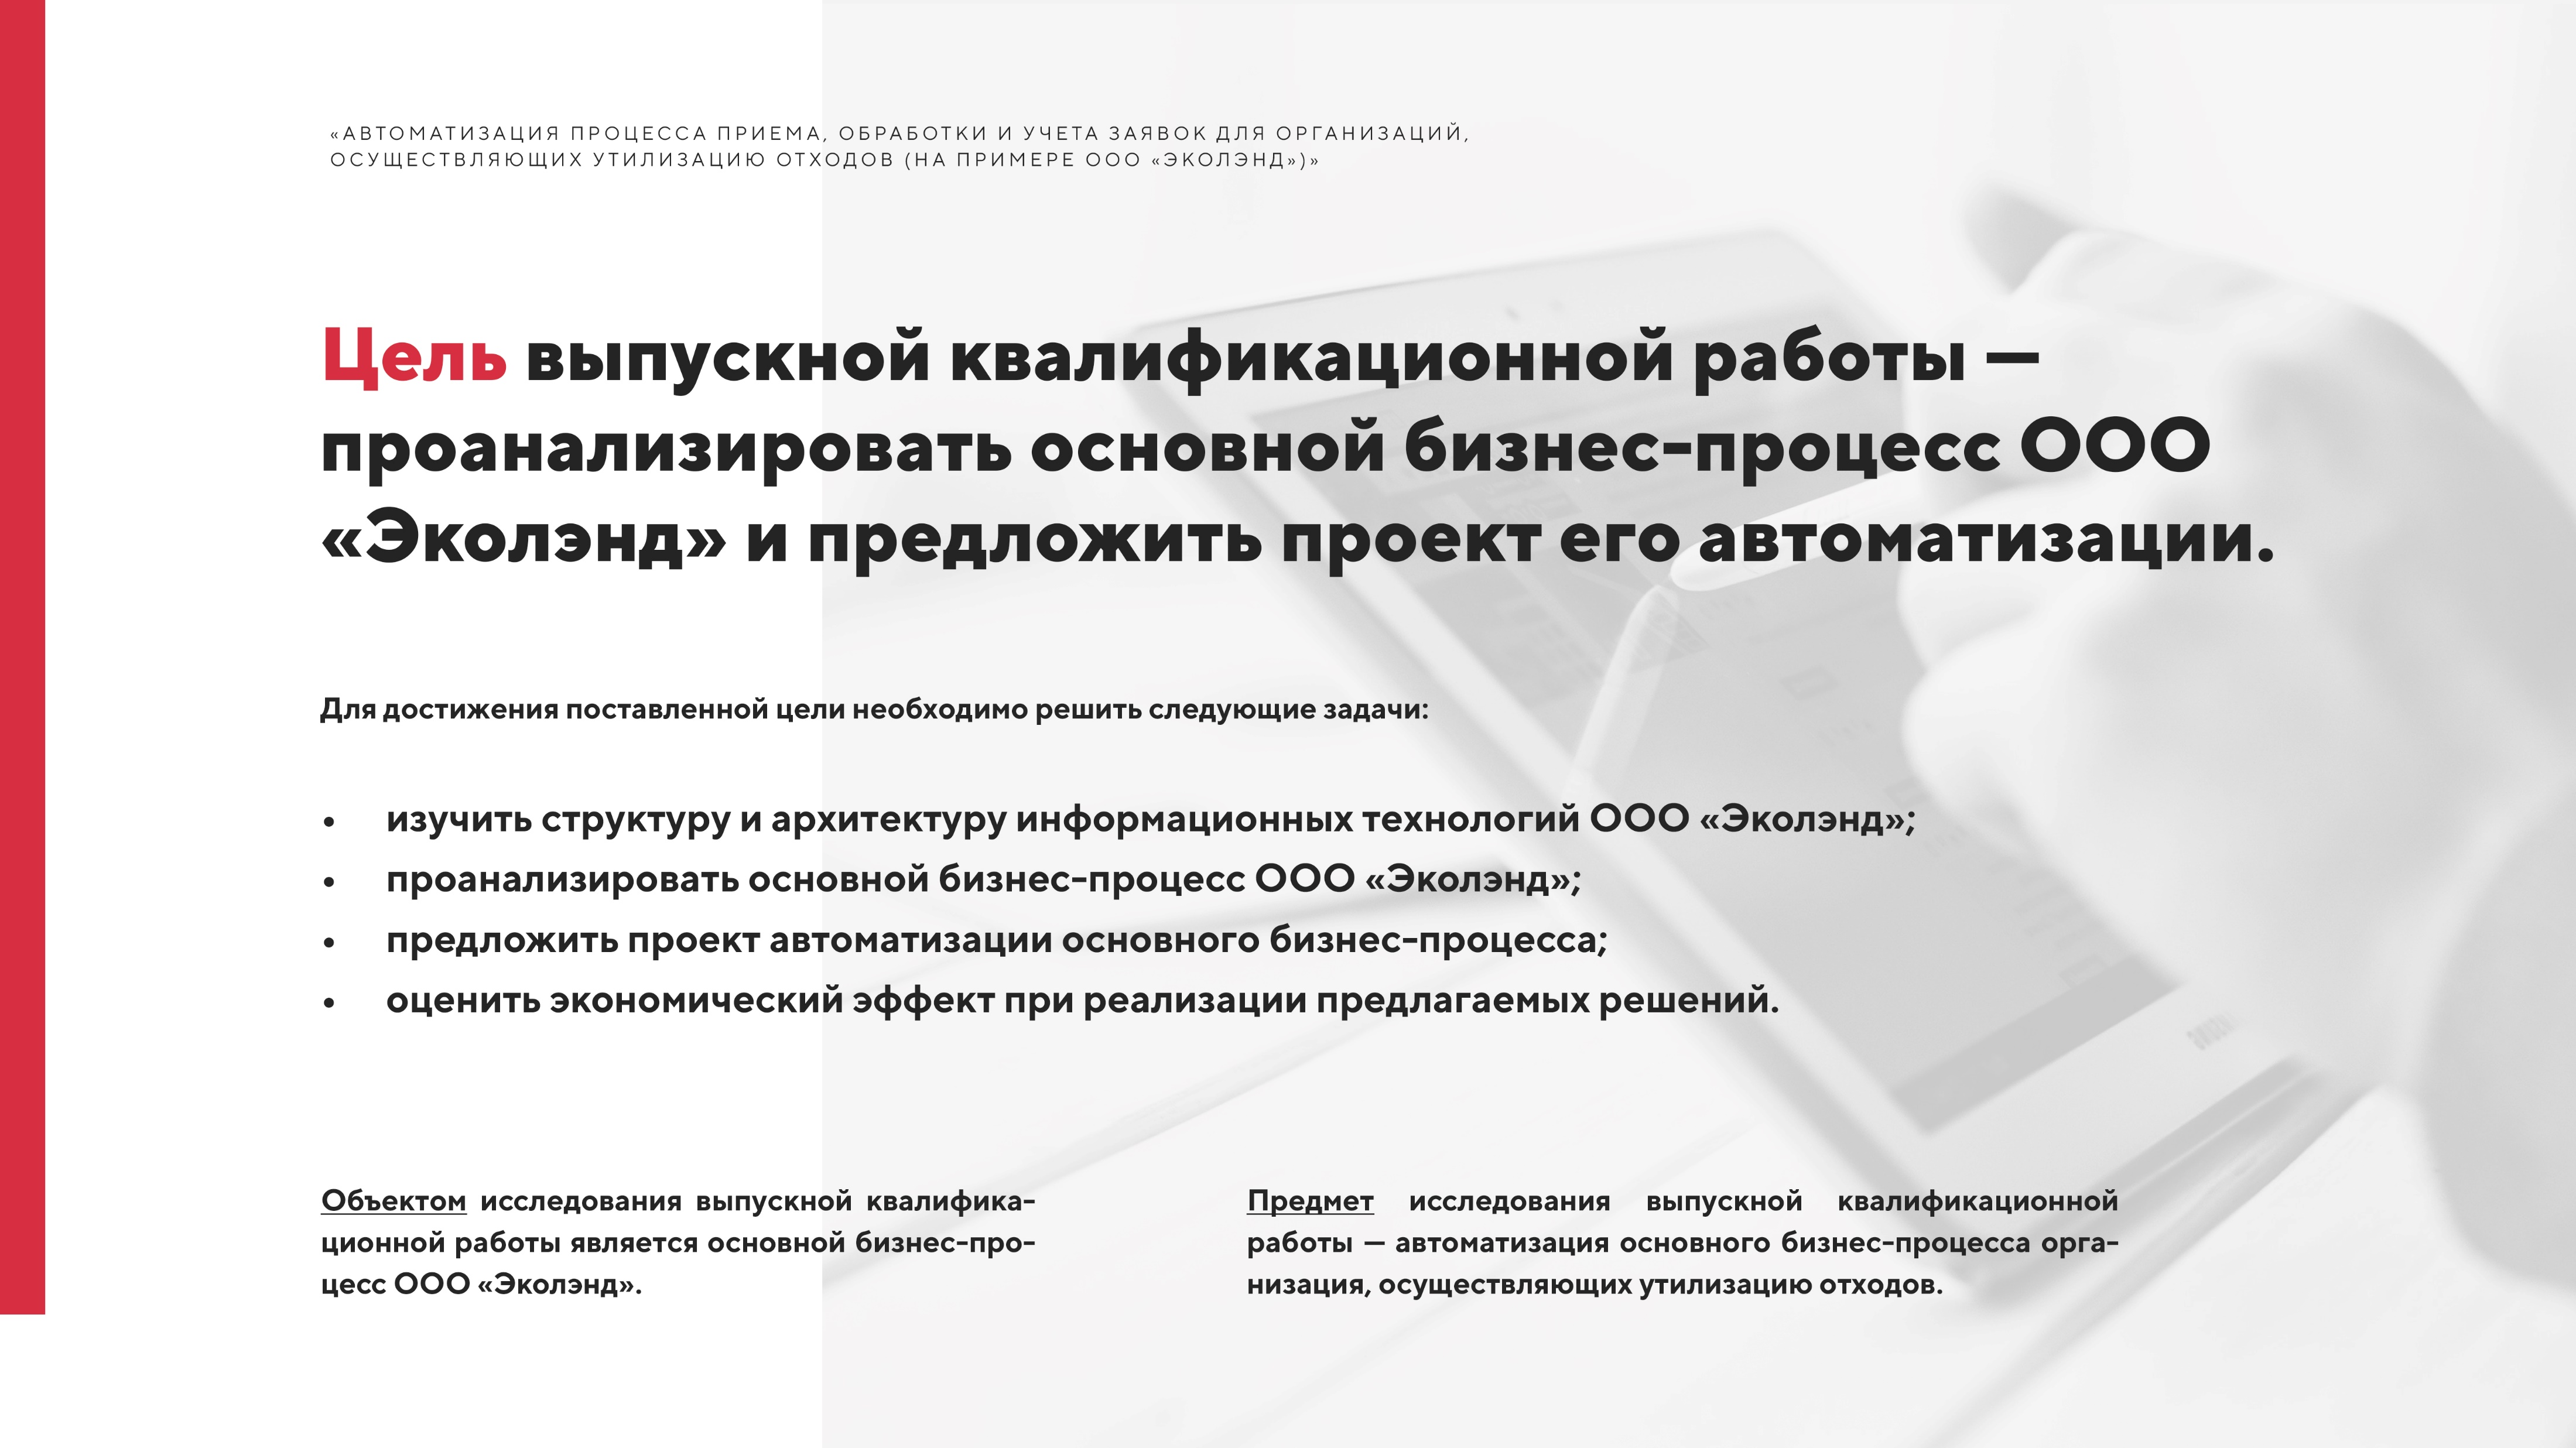 «АВТОМАТИЗАЦИЯ ПРОЦЕССА ПРИЕМА, ОБРАБОТКИ И УЧЕТА ЗАЯВОК ДЛЯ ОРГАНИЗАЦИЙ,
ОСУЩЕСТВЛЯЮЩИХ УТИЛИЗАЦИЮ ОТХОДОВ (НА ПРИМЕРЕ ООО «ЭКОЛЭНД»)»
Цель выпускной квалификационной работы —
проанализировать основной бизнес-процесс ООО
«Эколэнд» и предложить проект его автоматизации.
Для достижения поставленной цели необходимо решить следующие задачи:
• изучить структуру и архитектуру информационных технологий ООО «Эколэнд»;
• проанализировать основной бизнес-процесс ООО «Эколэнд»;
• предложить проект автоматизации основного бизнес-процесса;
• оценить экономический эффект при реализации предлагаемых решений.
Объектом исследования выпускной квалифика-
ционной работы является основной бизнес-про-
цесс ООО «Эколэнд».
Предмет исследования выпускной квалификационной
работы — автоматизация основного бизнес-процесса орга-
низация, осуществляющих утилизацию отходов.